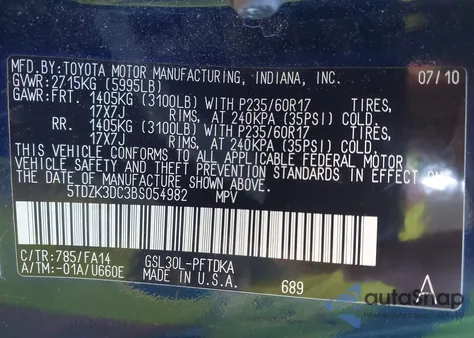 MFD.BY:TOYOTA MOTOR MANUFACTURING, INDIANA, INC. 07/10
GVWR:2715KG (5995LB)
GAWR:FRT. 1405KG (3100LB) WITH P235/60R17 TIRES,
17X7J RIMS, AT 240KPA (35PSI) COLD.
RR. 1405KG (3100LB) WITH P235/60R17 TIRES,
17X7J RIMS, AT 240KPA (35PSI) COLD.
THIS VEHICLE CONFORMS TO ALL APPLICABLE FEDERAL MOTOR
VEHICLE SAFETY AND THEFT PREVENTION STANDARDS IN EFFECT ON
THE DATE OF MANUFACTURE SHOWN ABOVE.
5TDZK3DC3BS054982 MPV
C/TR:785/FA14 GSL30L-PFTDKA
A/TM:-01A/U660E MADE IN U.S.A. 689 A
autosnap